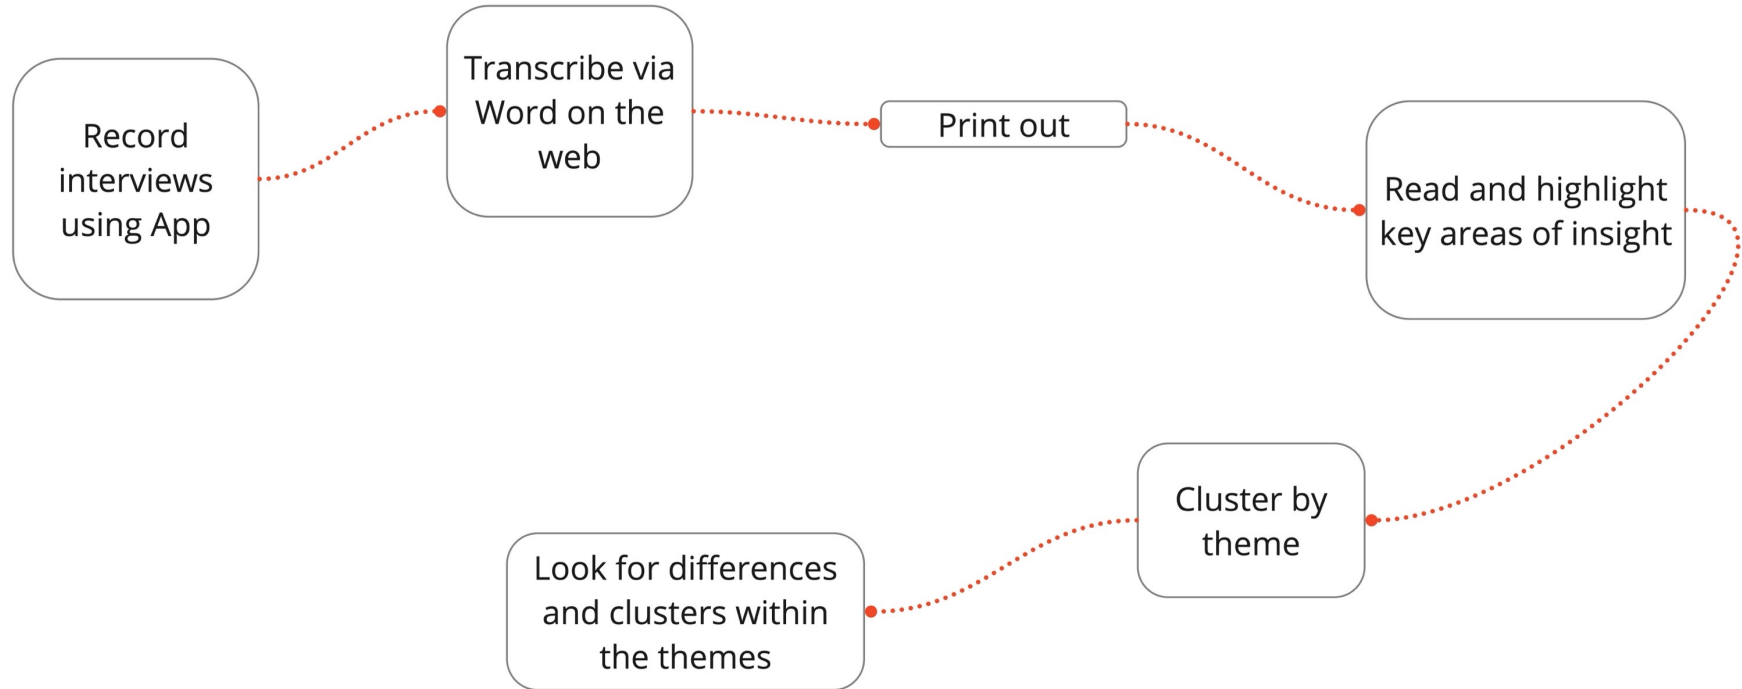 Record
interviews
using App
Transcribe via
Word on the
web
Print out
Read and highlight
key areas of insight
Cluster by
theme
Look for differences
and clusters within
the themes